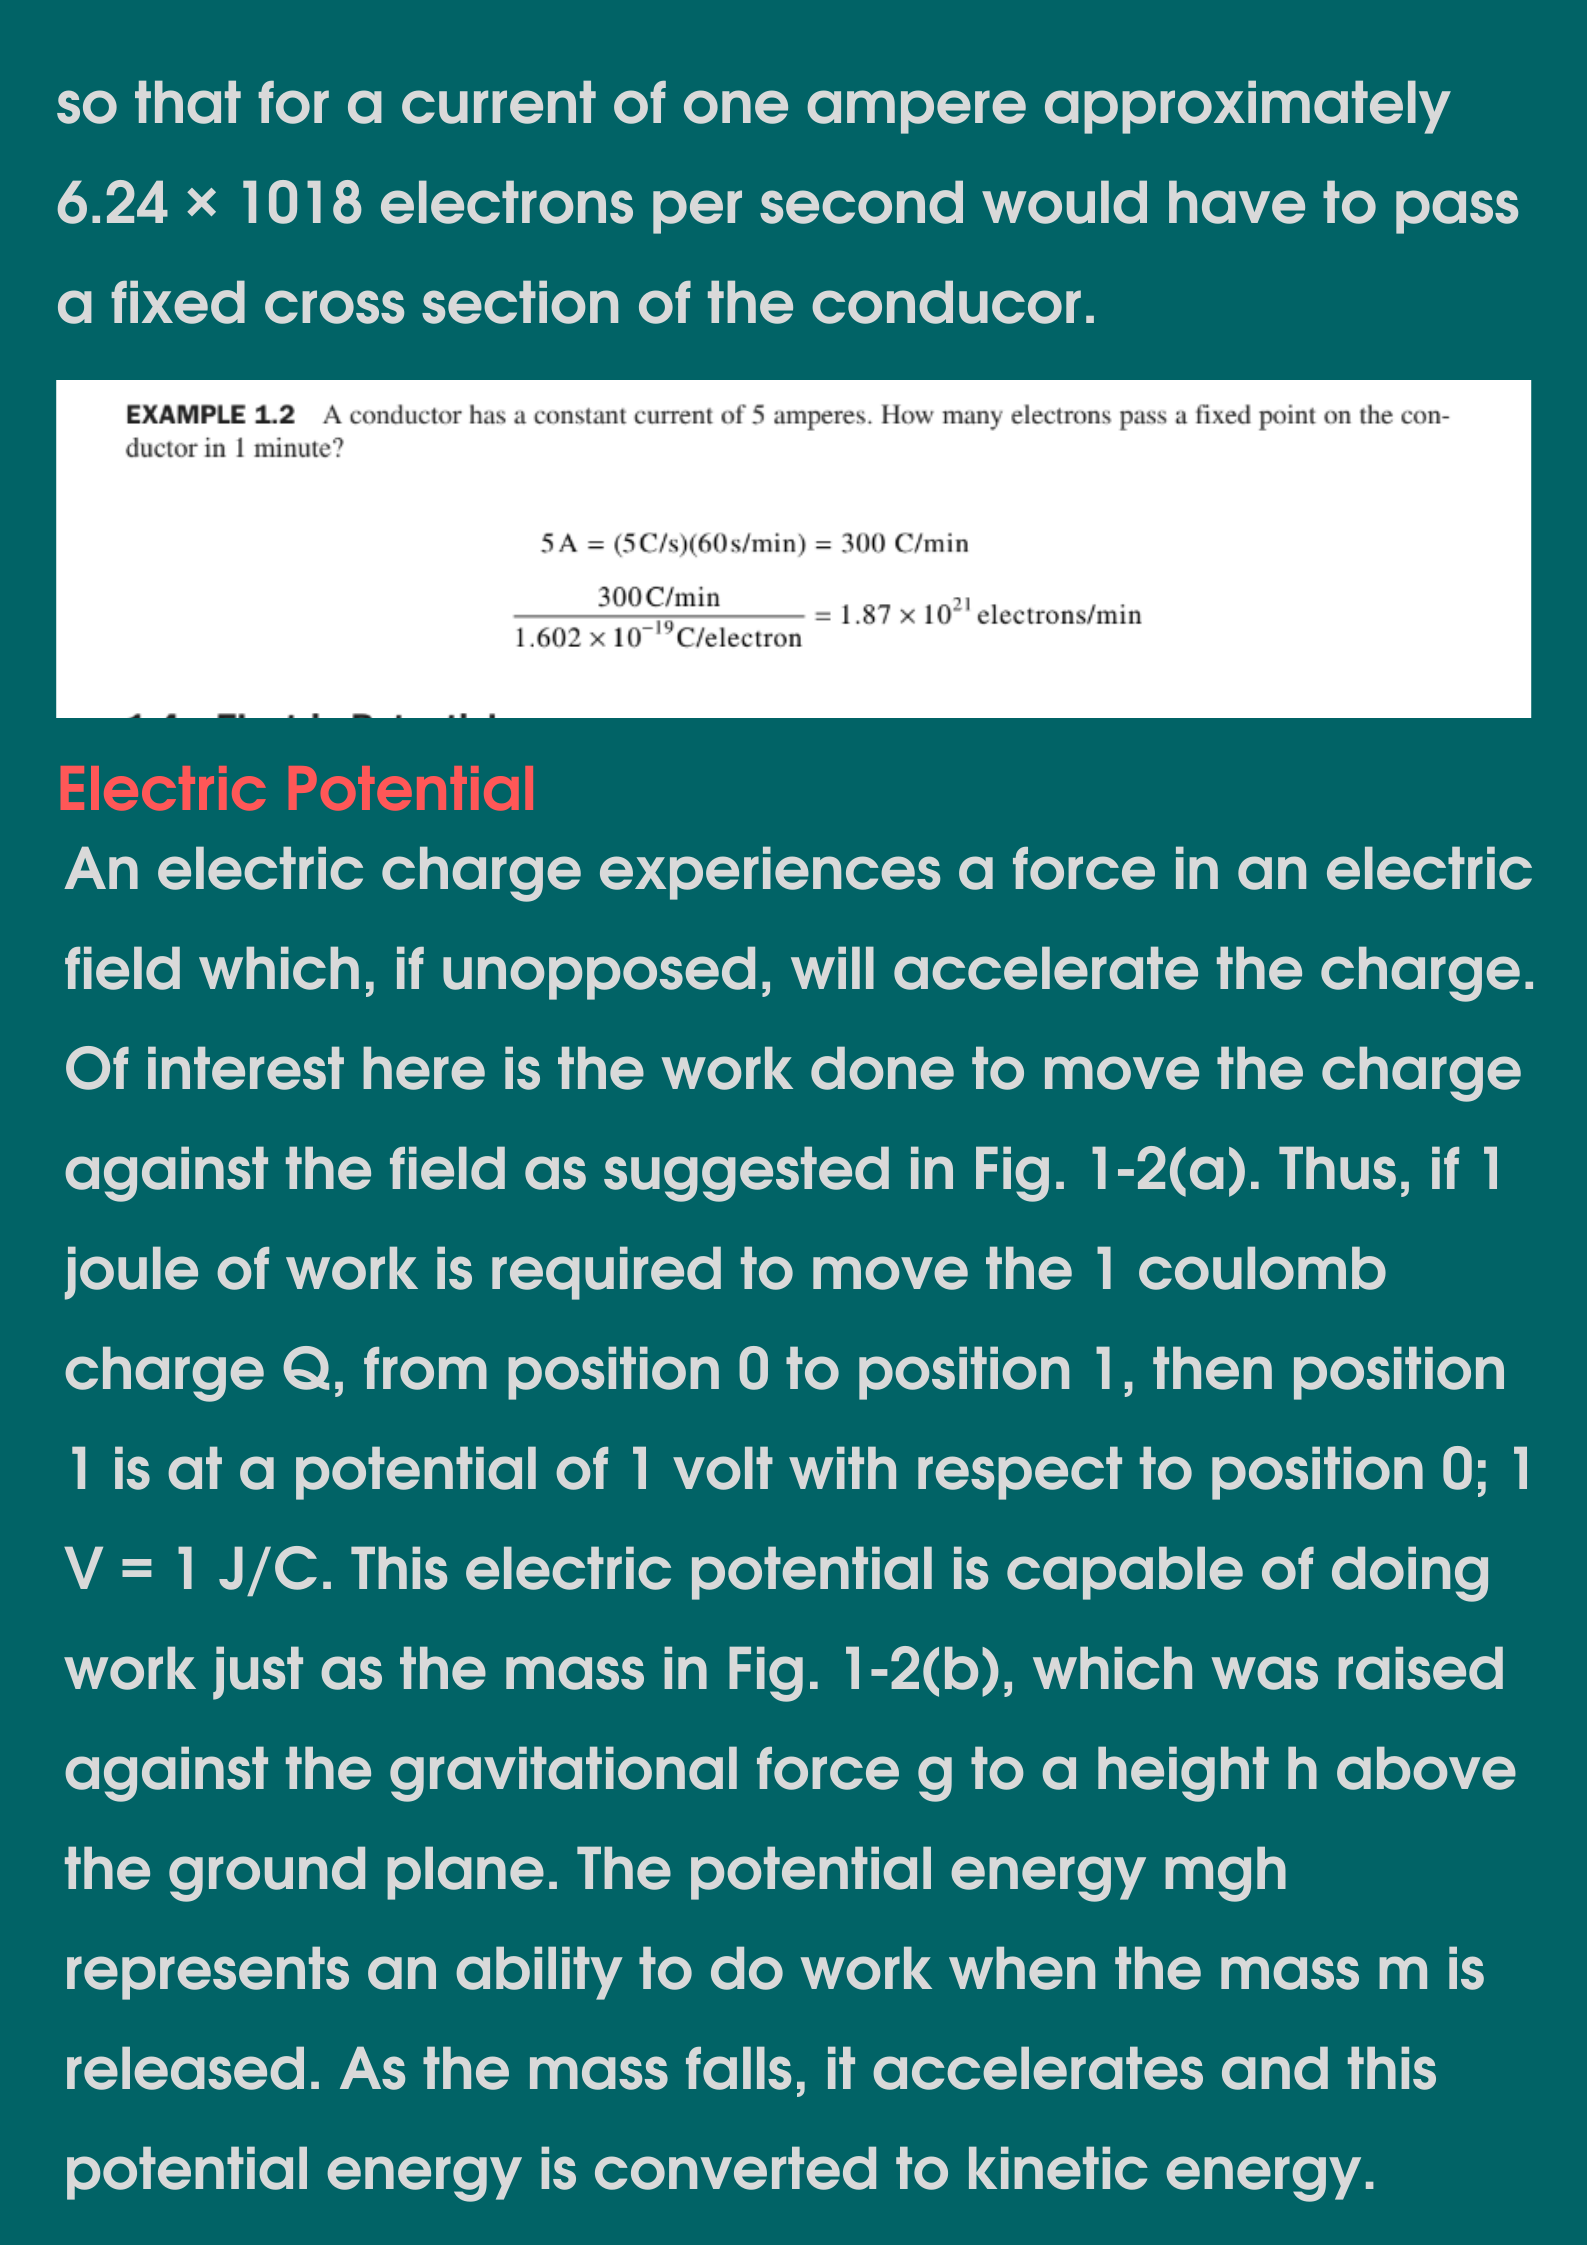 so that for a current of one ampere approximately
6.24 × 1018 electrons per second would have to pass
a fixed cross section of the conducor.
EXAMPLE 1.2 A conductor has a constant current of 5 amperes. How many electrons pass a fixed point on the con-
ductor in 1 minute?
5 A = (5 C/s)(60 s/min) = 300 C/min
300 C/min
1.602 × 10⁻¹⁹ C/electron = 1.87 × 10²¹ electrons/min
Electric Potential
An electric charge experiences a force in an electric
field which, if unopposed, will accelerate the charge.
Of interest here is the work done to move the charge
against the field as suggested in Fig. 1-2(a). Thus, if 1
joule of work is required to move the 1 coulomb
charge Q, from position 0 to position 1, then position
1 is at a potential of 1 volt with respect to position 0; 1
V = 1 J/C. This electric potential is capable of doing
work just as the mass in Fig. 1-2(b), which was raised
against the gravitational force g to a height h above
the ground plane. The potential energy mgh
represents an ability to do work when the mass m is
released. As the mass falls, it accelerates and this
potential energy is converted to kinetic energy.